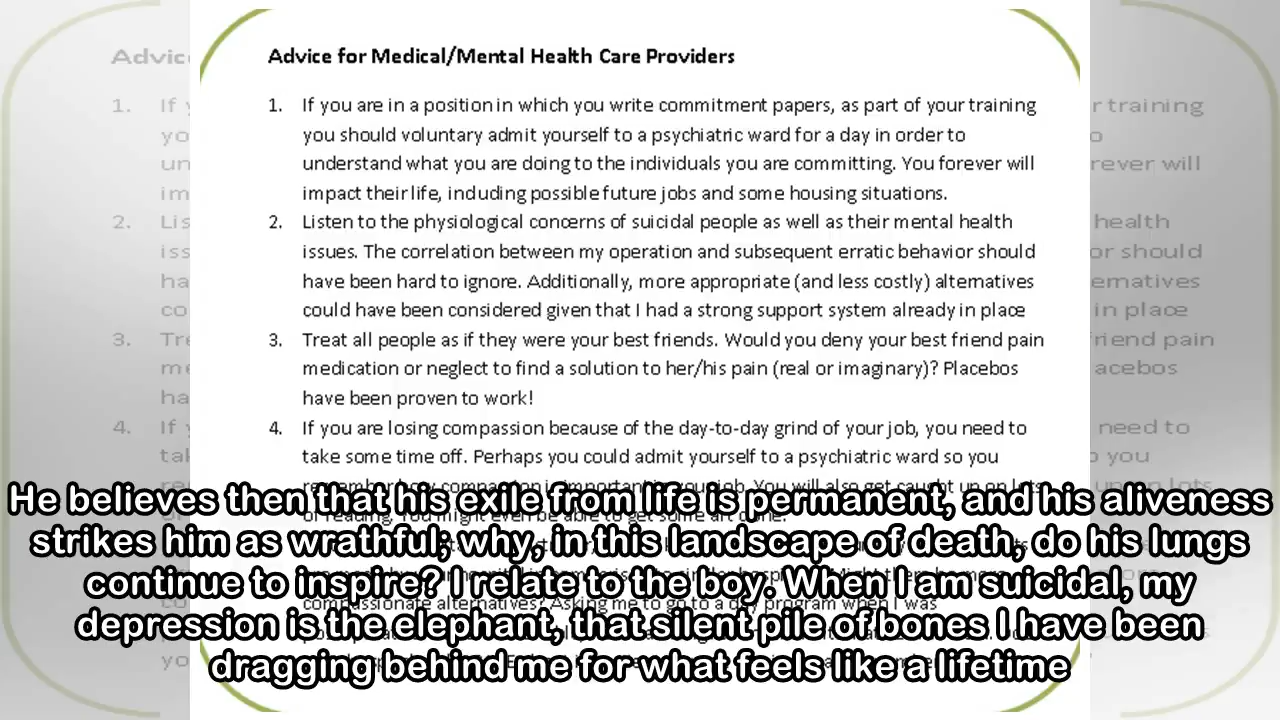 Advice for Medical/Mental Health Care Providers
1. If you are in a position in which you write commitment papers, as part of your training
you should voluntary admit yourself to a psychiatric ward for a day in order to
understand what you are doing to the individuals you are committing. You forever will
impact their life, including possible future jobs and some housing situations.
2. Listen to the physiological concerns of suicidal people as well as their mental health
issues. The correlation between my operation and subsequent erratic behavior should
have been hard to ignore. Additionally, more appropriate (and less costly) alternatives
could have been considered given that I had a strong support system already in place
3. Treat all people as if they were your best friends. Would you deny your best friend pain
medication or neglect to find a solution to her/his pain (real or imaginary)? Placebos
have been proven to work!
4. If you are losing compassion because of the day-to-day grind of your job, you need to
take some time off. Perhaps you could admit yourself to a psychiatric ward so you
He believes then that his exile from life is permanent, and his aliveness
strikes him as wrathful; why, in this landscape of death, do his lungs
continue to inspire? I relate to the boy. When I am suicidal, my
depression is the elephant, that silent pile of bones I have been
dragging behind me for what feels like a lifetime